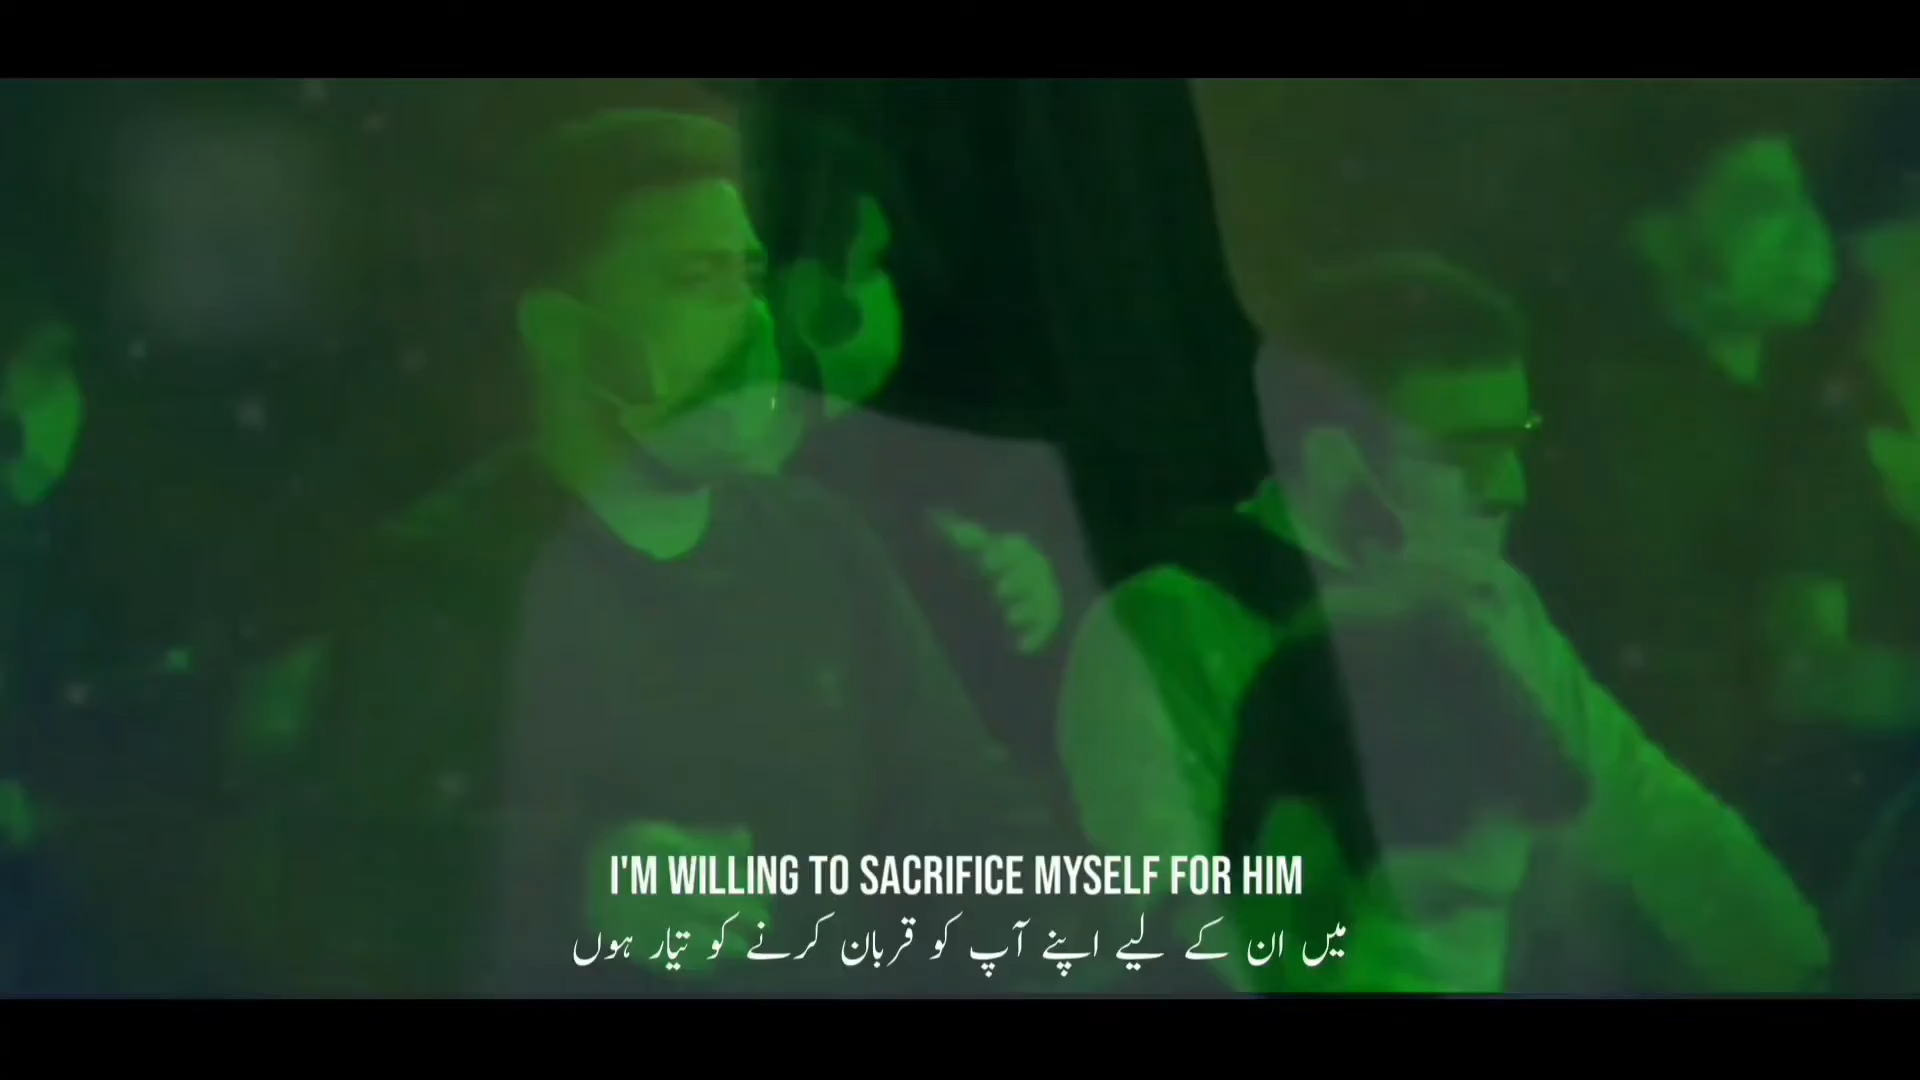 I'M WILLING TO SACRIFICE MYSELF FOR HIM
میں ان کے لیے اپنے آپ کو قربان کرنے کو تیار ہوں